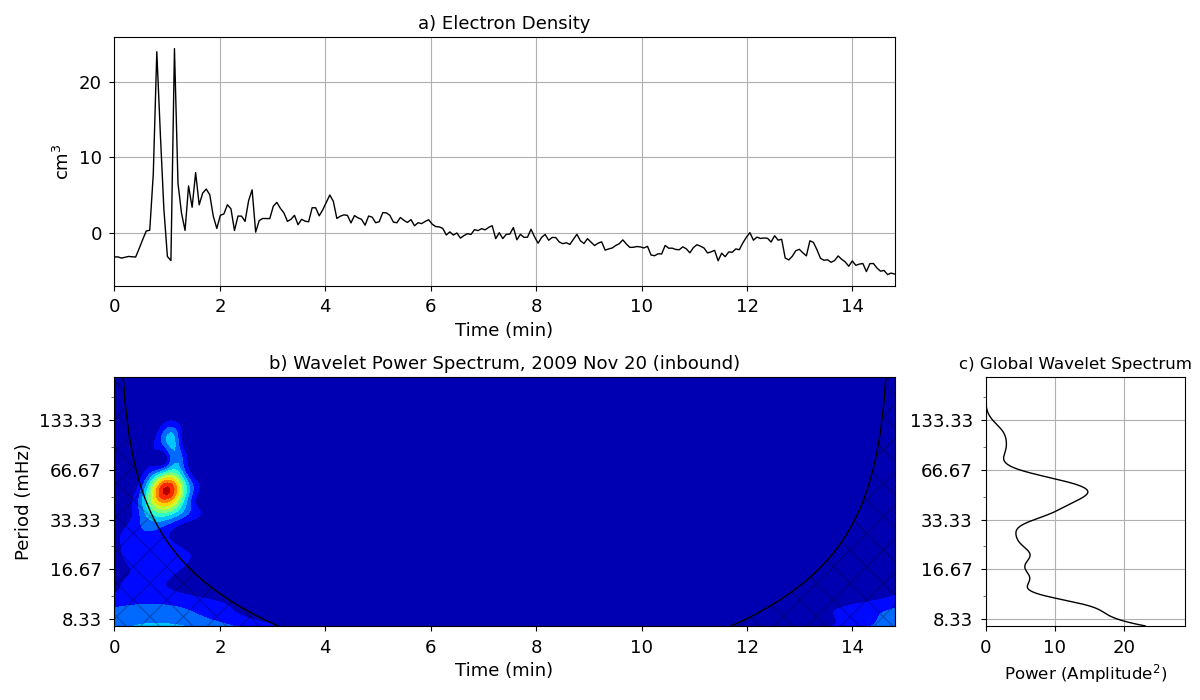 a) Electron Density
cm³
20
10
0
0 2 4 6 8 10 12 14
Time (min)
b) Wavelet Power Spectrum, 2009 Nov 20 (inbound)
Period (mHz)
133.33
66.67
33.33
16.67
8.33
0 2 4 6 8 10 12 14
Time (min)
c) Global Wavelet Spectrum
133.33
66.67
33.33
16.67
8.33
0 10 20
Power (Amplitude²)